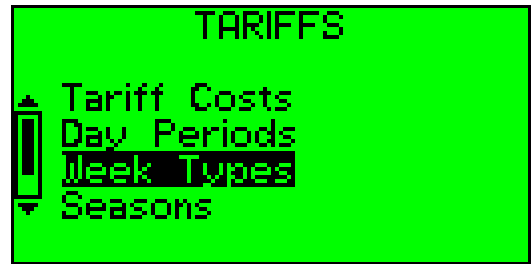 TARIFFS
Tariff Costs
Day Periods
Week Types
Seasons